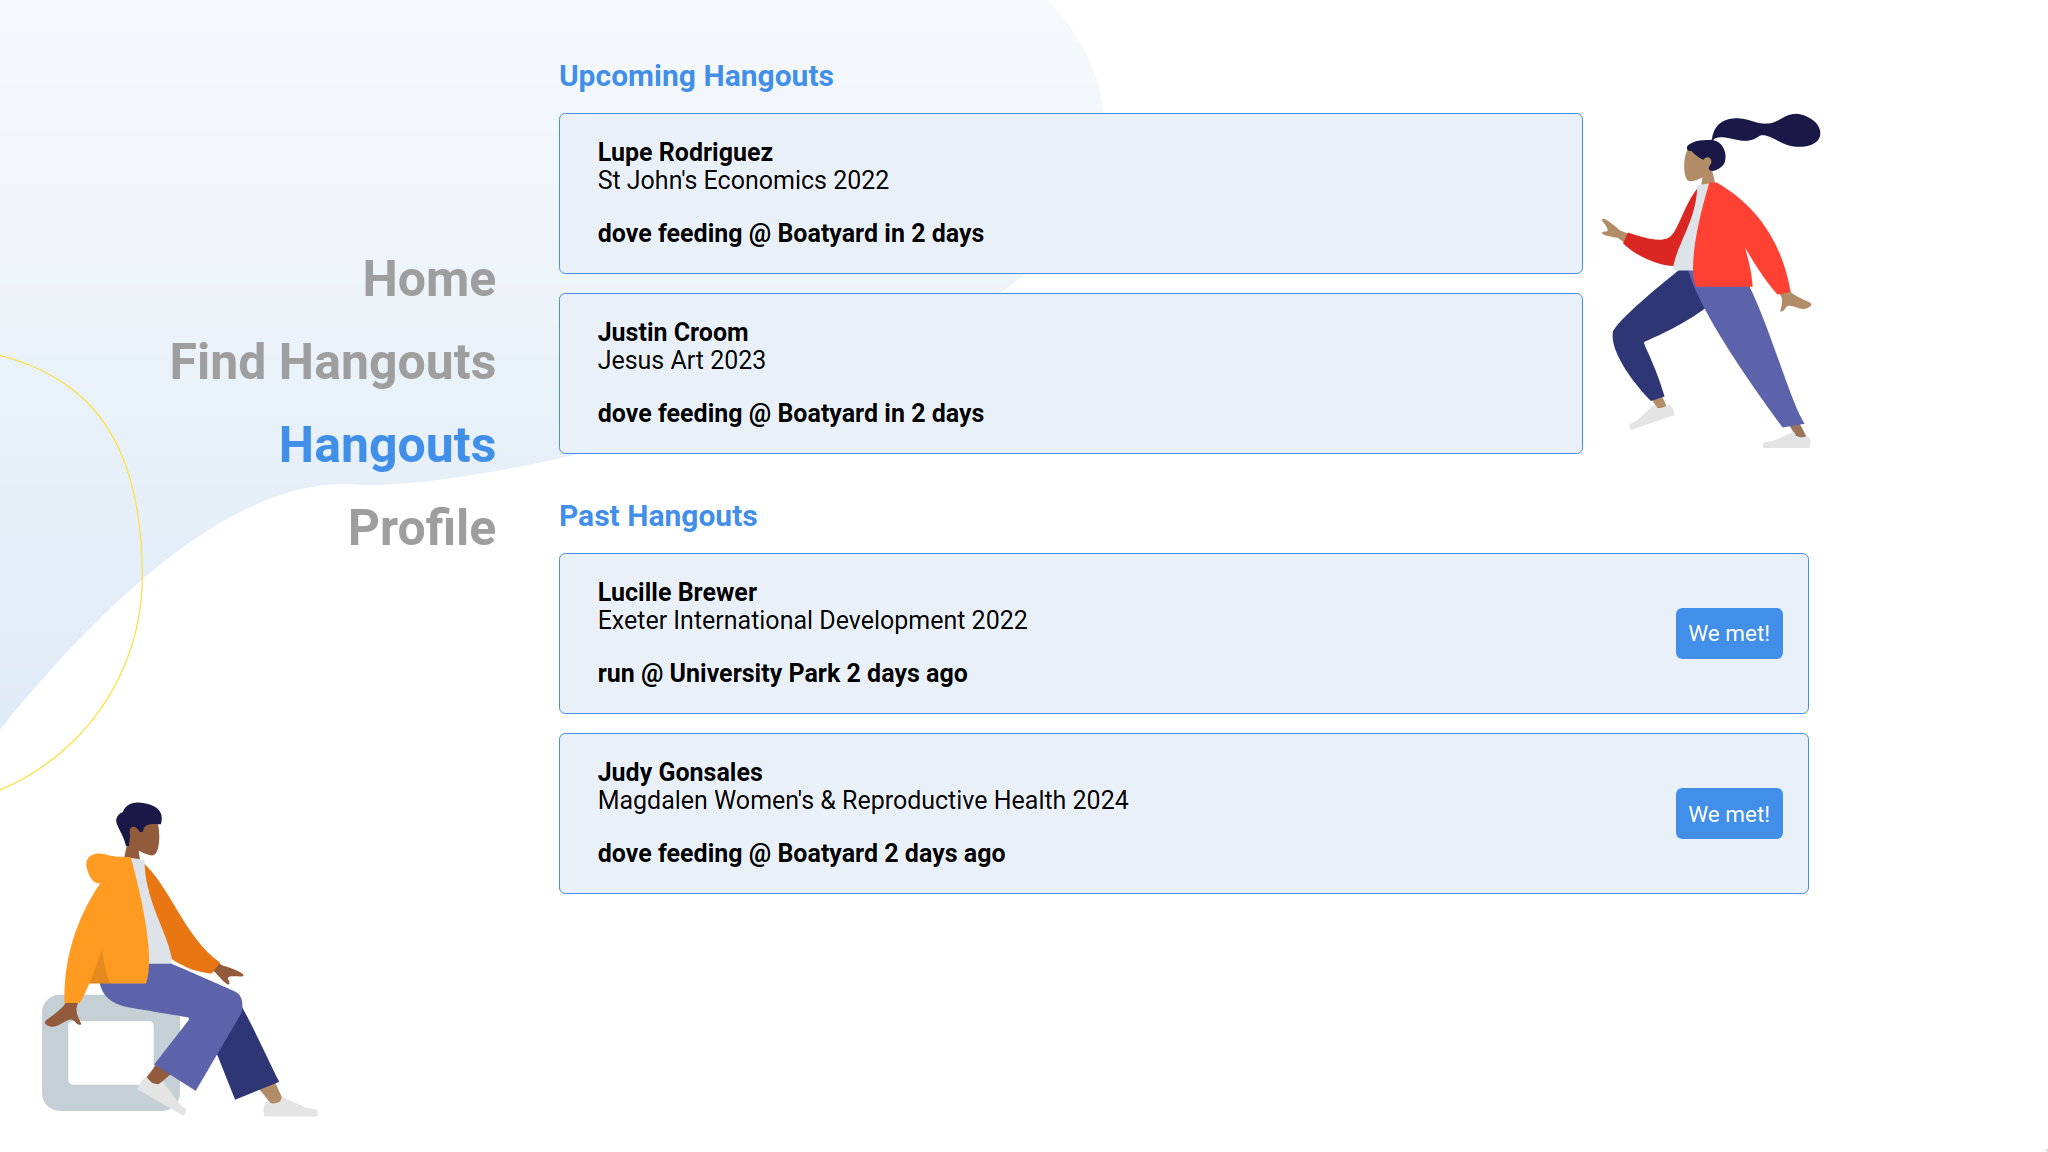 Home
Find Hangouts
Hangouts
Profile
Upcoming Hangouts
Lupe Rodriguez
St John's Economics 2022
dove feeding @ Boatyard in 2 days
Justin Croom
Jesus Art 2023
dove feeding @ Boatyard in 2 days
Past Hangouts
Lucille Brewer
Exeter International Development 2022
run @ University Park 2 days ago
We met!
Judy Gonsales
Magdalen Women's & Reproductive Health 2024
dove feeding @ Boatyard 2 days ago
We met!